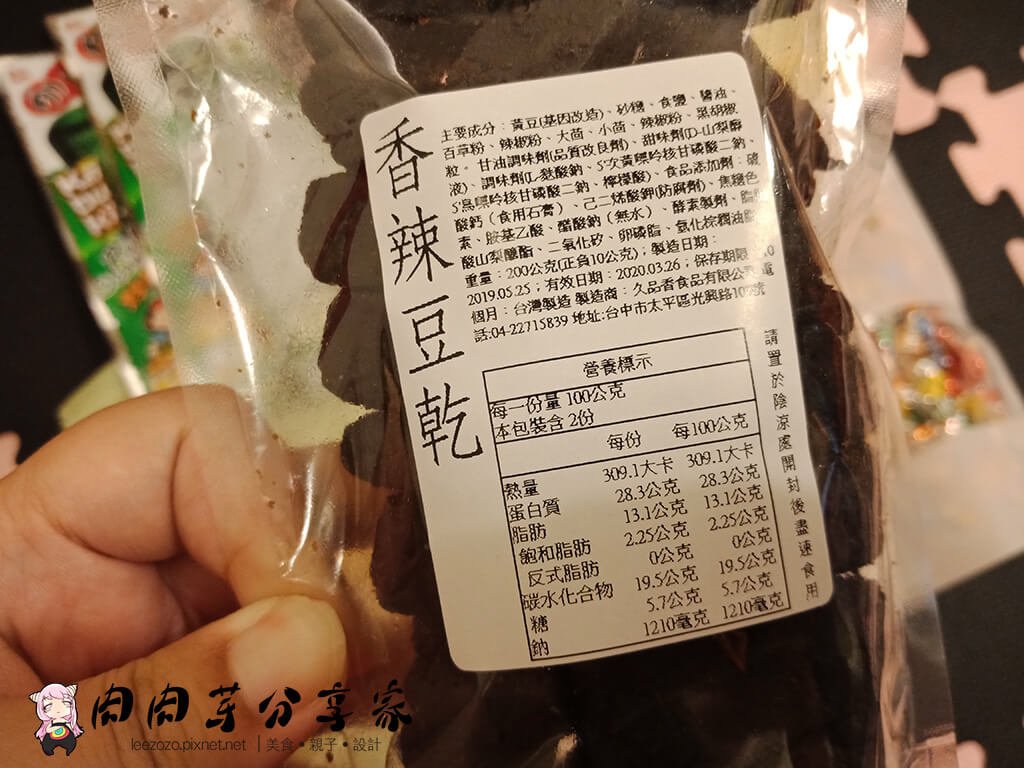 香辣豆乾
主要成分：黃豆(基因改造)、砂糖、食鹽、醬油、
百草粉、辣椒粉、大茴、小茴、辣椒粉、黑胡椒
粒。甘油調味劑(品質改良劑)、甜味劑(D-山梨醇
液)、調味劑(L-麩酸鈉、5'次黃嘌呤核甘磷酸二鈉、
5'鳥嘌呤核甘磷酸二鈉、檸檬酸)、食品添加劑：硫
酸鈣（食用石膏）、己二烯酸鉀(防腐劑)、焦糖色
素、胺基乙酸、醋酸鈉（無水）、酵素製劑、脂肪
酸山梨醣酯、二氧化矽、卵磷脂、氫化棕櫚油脂
重量：200公克(正負10公克)；製造日期：
2019.05.25；有效日期：2020.03.26；保存期限：10
個月；台灣製造 製造商：久品香食品有限公司 電
話:04-22715839 地址:台中市太平區光興路10號
營養標示
每一份量 100公克
本包裝含 2份
每份 每100公克
熱量 309.1大卡 309.1大卡
蛋白質 28.3公克 28.3公克
脂肪 13.1公克 13.1公克
飽和脂肪 2.25公克 2.25公克
反式脂肪 0公克 0公克
碳水化合物 19.5公克 19.5公克
糖 5.7公克 5.7公克
鈉 1210毫克 1210毫克
請置於陰涼處開封後盡速食用
肉肉芽分享家
leezozo.pixnet.net | 美食•親子•設計